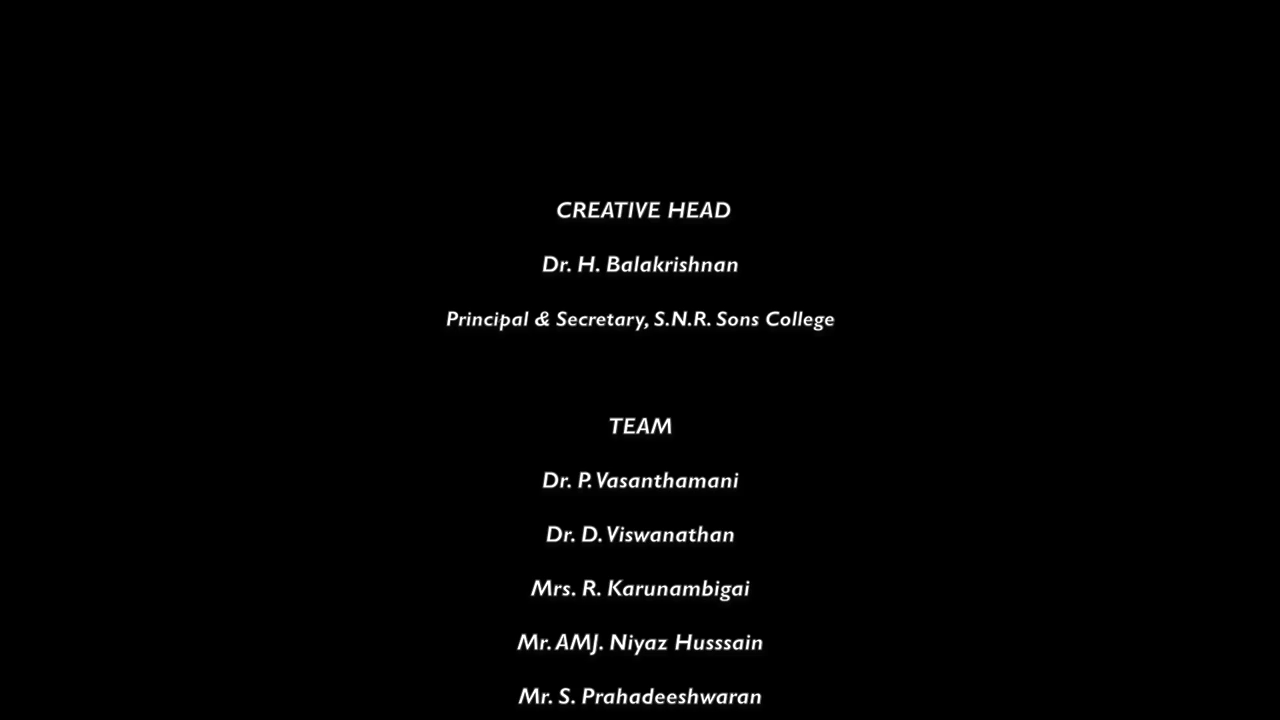 CREATIVE HEAD
Dr. H. Balakrishnan
Principal & Secretary, S.N.R. Sons College
TEAM
Dr. P. Vasanthamani
Dr. D. Viswanathan
Mrs. R. Karunambigai
Mr. AMJ. Niyaz Husssain
Mr. S. Prahadeeshwaran